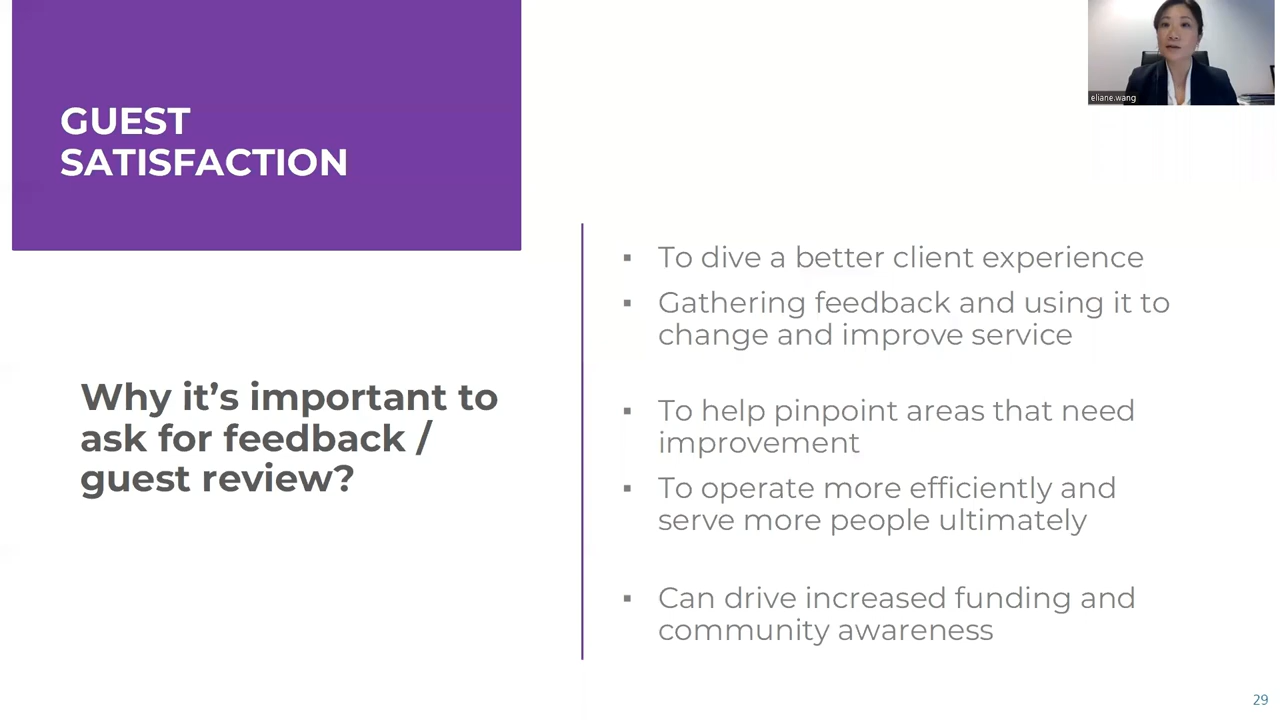 GUEST
SATISFACTION
eliane.wang
Why it's important to
ask for feedback /
guest review?
▪ To dive a better client experience
▪ Gathering feedback and using it to
change and improve service
▪ To help pinpoint areas that need
improvement
▪ To operate more efficiently and
serve more people ultimately
▪ Can drive increased funding and
community awareness
29